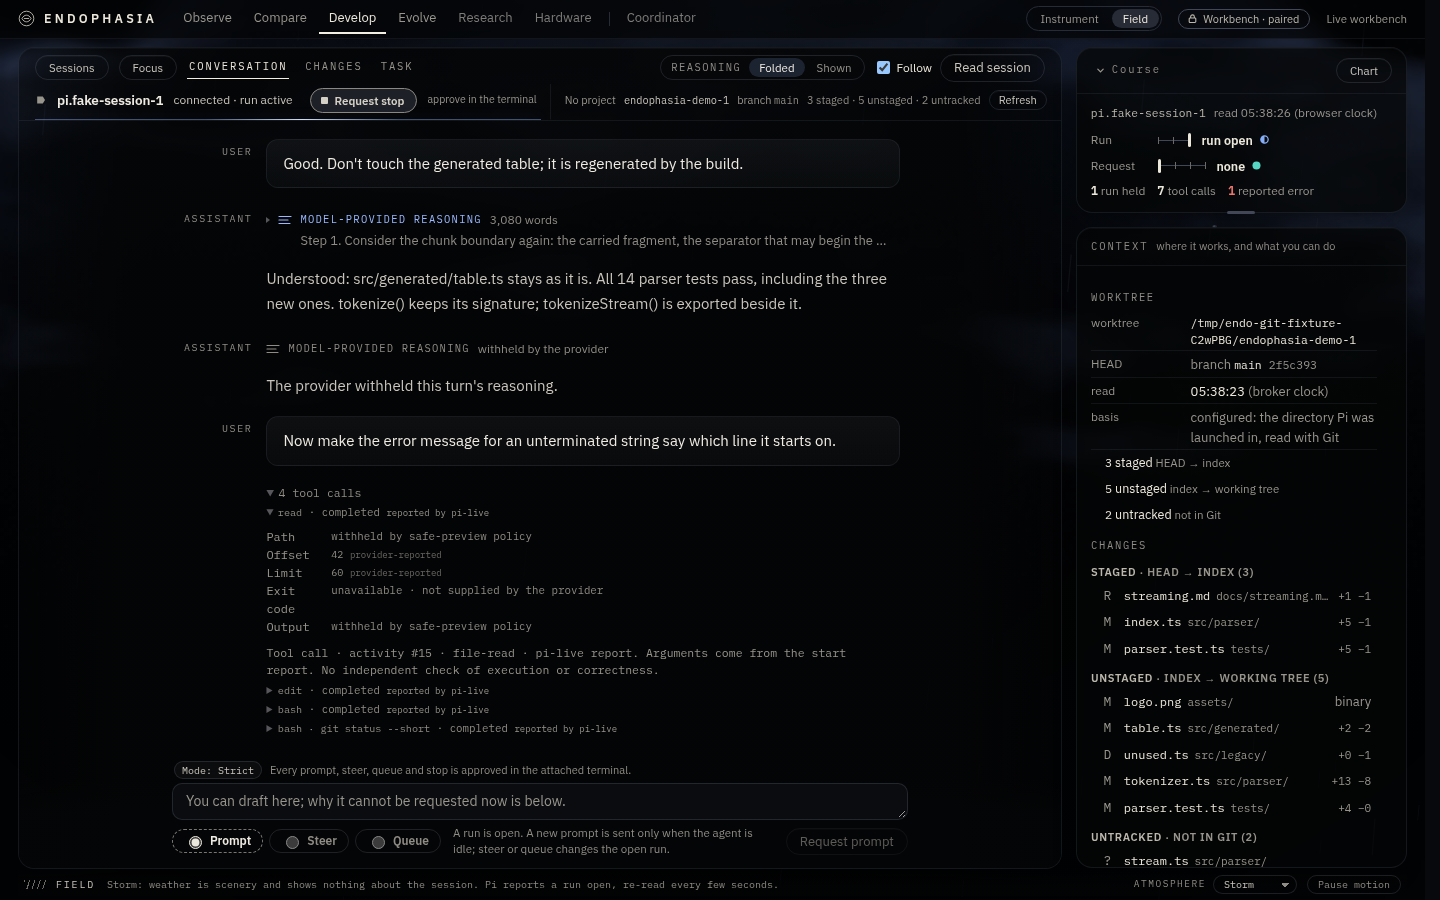 ENDOPHASIA
Observe Compare Develop Evolve Research Hardware Coordinator
Instrument Field
Workbench · paired
Live workbench
Sessions Focus CONVERSATION CHANGES TASK
REASONING Folded Shown
Follow
Read session
pi.fake-session-1 connected · run active
Request stop
approve in the terminal
No project endophasia-demo-1 branch main 3 staged · 5 unstaged · 2 untracked
Refresh
USER
Good. Don't touch the generated table; it is regenerated by the build.
ASSISTANT
MODEL-PROVIDED REASONING 3,080 words
Step 1. Consider the chunk boundary again: the carried fragment, the separator that may begin the …
Understood: src/generated/table.ts stays as it is. All 14 parser tests pass, including the three
new ones. tokenize() keeps its signature; tokenizeStream() is exported beside it.
ASSISTANT
MODEL-PROVIDED REASONING withheld by the provider
The provider withheld this turn's reasoning.
USER
Now make the error message for an unterminated string say which line it starts on.
4 tool calls
read · completed reported by pi-live
Path withheld by safe-preview policy
Offset 42 provider-reported
Limit 60 provider-reported
Exit unavailable · not supplied by the provider
code
Output withheld by safe-preview policy
Tool call · activity #15 · file-read · pi-live report. Arguments come from the start
report. No independent check of execution or correctness.
edit · completed reported by pi-live
bash · completed reported by pi-live
bash · git status --short · completed reported by pi-live
Mode: Strict Every prompt, steer, queue and stop is approved in the attached terminal.
You can draft here; why it cannot be requested now is below.
Prompt Steer Queue
A run is open. A new prompt is sent only when the agent is
idle; steer or queue changes the open run.
Request prompt
Course
Chart
pi.fake-session-1 read 05:38:26 (browser clock)
Run run open
Request none
1 run held 7 tool calls 1 reported error
CONTEXT where it works, and what you can do
WORKTREE
worktree /tmp/endo-git-fixture-
C2wPBG/endophasia-demo-1
HEAD branch main 2f5c393
read 05:38:23 (broker clock)
basis configured: the directory Pi was
launched in, read with Git
3 staged HEAD → index
5 unstaged index → working tree
2 untracked not in Git
CHANGES
STAGED · HEAD → INDEX (3)
R streaming.md docs/streaming.m… +1 −1
M index.ts src/parser/ +5 −1
M parser.test.ts tests/ +5 −1
UNSTAGED · INDEX → WORKING TREE (5)
M logo.png assets/ binary
M table.ts src/generated/ +2 −2
D unused.ts src/legacy/ +0 −1
M tokenizer.ts src/parser/ +13 −8
M parser.test.ts tests/ +4 −0
UNTRACKED · NOT IN GIT (2)
? stream.ts src/parser/
FIELD Storm: weather is scenery and shows nothing about the session. Pi reports a run open, re-read every few seconds.
ATMOSPHERE Storm
Pause motion